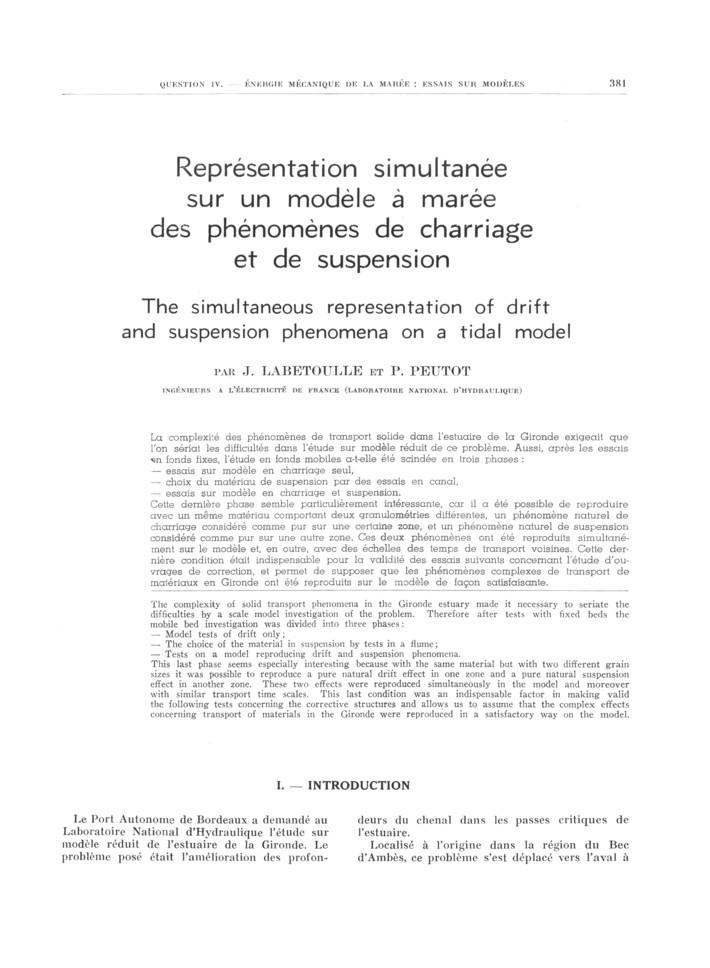 QUESTION IV. — ÉNERGIE MÉCANIQUE DE LA MARÉE : ESSAIS SUR MODÈLES 381
Représentation simultanée
sur un modèle à marée
des phénomènes de charriage
et de suspension
The simultaneous representation of drift
and suspension phenomena on a tidal model
PAR J. LABETOULLE ET P. PEUTOT
INGÉNIEURS A L'ÉLECTRICITÉ DE FRANCE (LABORATOIRE NATIONAL D'HYDRAULIQUE)
La complexité des phénomènes de transport solide dans l'estuaire de la Gironde exigeait que
l'on sériât les difficultés dans l'étude sur modèle réduit de ce problème. Aussi, après les essais
en fonds fixes, l'étude en fonds mobiles a-t-elle été scindée en trois phases :
— essais sur modèle en charriage seul,
— choix du matériau de suspension par des essais en canal,
— essais sur modèle en charriage et suspension.
Cette dernière phase semble particulièrement intéressante, car il a été possible de reproduire
avec un même matériau comportant deux granulométries différentes, un phénomène naturel de
charriage considéré comme pur sur une certaine zone, et un phénomène naturel de suspension
considéré comme pur sur une autre zone. Ces deux phénomènes ont été reproduits simultané-
ment sur le modèle et, en outre, avec des échelles des temps de transport voisines. Cette der-
nière condition était indispensable pour la validité des essais suivants concernant l'étude d'ou-
vrages de correction, et permet de supposer que les phénomènes complexes de transport de
matériaux en Gironde ont été reproduits sur le modèle de façon satisfaisante.
The complexity of solid transport phenomena in the Gironde estuary made it necessary to seriate the
difficulties by a scale model investigation of the problem. Therefore after tests with fixed beds the
mobile bed investigation was divided into three phases :
— Model tests of drift only ;
— The choice of the material in suspension by tests in a flume ;
— Tests on a model reproducing drift and suspension phenomena.
This last phase seems especially interesting because with the same material but with two different grain
sizes it was possible to reproduce a pure natural drift effect in one zone and a pure natural suspension
effect in another zone. These two effects were reproduced simultaneously in the model and moreover
with similar transport time scales. This last condition was an indispensable factor in making valid
the following tests concerning the corrective structures and allows us to assume that the complex effects
concerning transport of materials in the Gironde were reproduced in a satisfactory way on the model.
I. — INTRODUCTION
Le Port Autonome de Bordeaux a demandé au
Laboratoire National d'Hydraulique l'étude sur
modèle réduit de l'estuaire de la Gironde. Le
problème posé était l'amélioration des profon-
deurs du chenal dans les passes critiques de
l'estuaire.
Localisé à l'origine dans la région du Bec
d'Ambès, ce problème s'est déplacé vers l'aval à